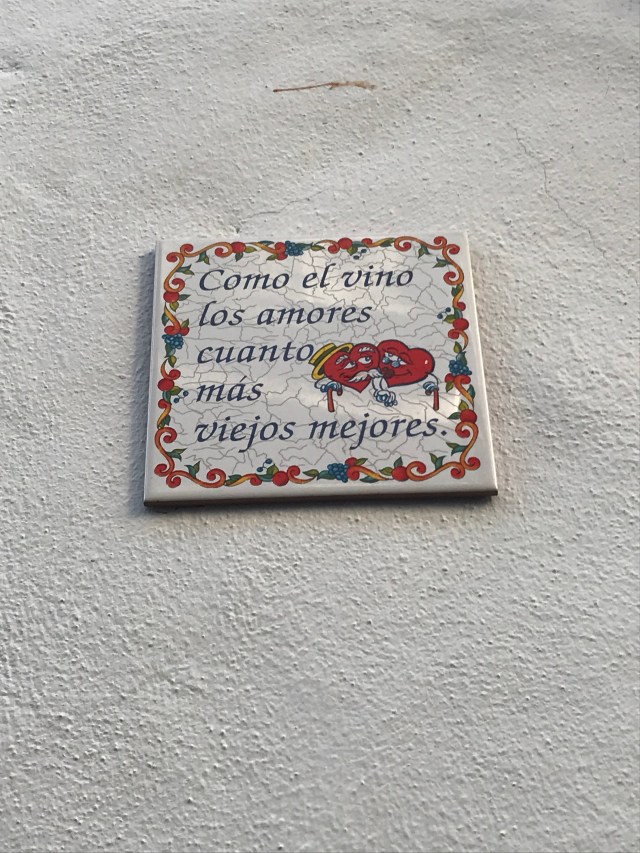 Como el vino
los amores
cuanto
más
viejos mejores.